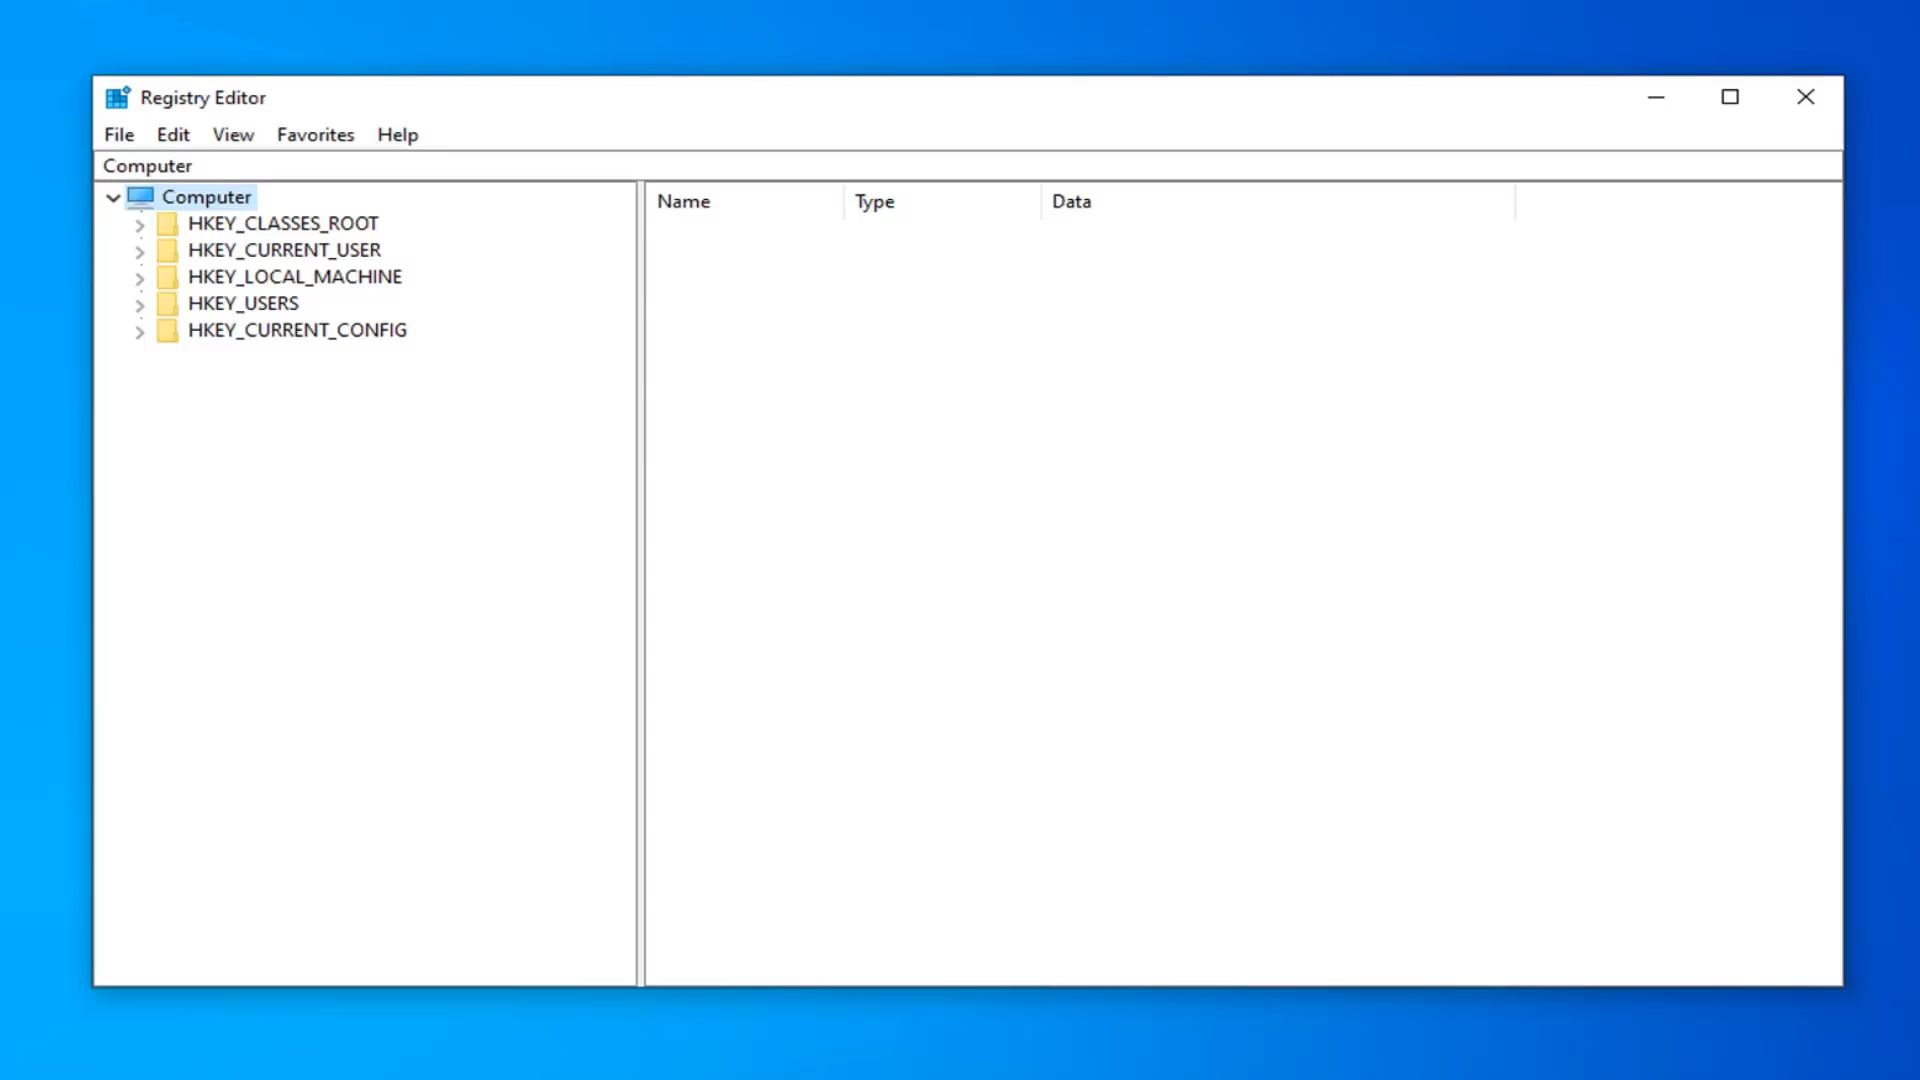 Registry Editor
File Edit View Favorites Help
Computer
Computer
HKEY_CLASSES_ROOT
HKEY_CURRENT_USER
HKEY_LOCAL_MACHINE
HKEY_USERS
HKEY_CURRENT_CONFIG
Name Type Data